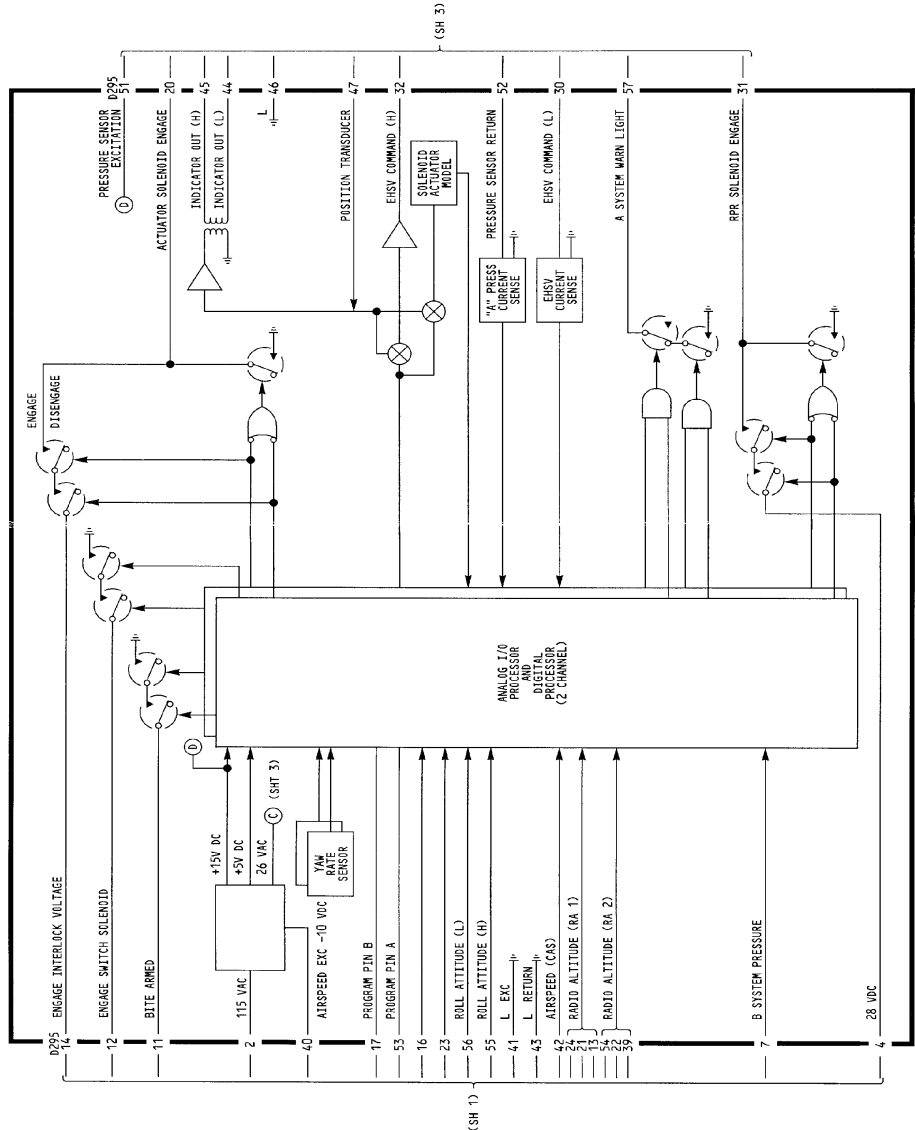 (SH 1)
D295
14 ENGAGE INTERLOCK VOLTAGE
12 ENGAGE SWITCH SOLENOID
11 BITE ARMED
2 115 VAC
40 AIRSPEED EXC -10 VDC
17 PROGRAM PIN B
53 PROGRAM PIN A
16
23
56 ROLL ATTITUDE (L)
55 ROLL ATTITUDE (H)
41 L EXC
43 L RETURN
42 AIRSPEED (CAS)
24
21 RADIO ALTITUDE (RA 1)
13
54
22 RADIO ALTITUDE (RA 2)
39
7 B SYSTEM PRESSURE
4 28 VDC
+15V DC
+5V DC
26 VAC
D
C (SHT 3)
YAW
RATE
SENSOR
ANALOG I/O
PROCESSOR
AND
DIGITAL
PROCESSOR
(2 CHANNEL)
ENGAGE
DISENGAGE
SOLENOID
ACTUATOR
MODEL
"A" PRESS
CURRENT
SENSE
EHSV
CURRENT
SENSE
D
PRESSURE SENSOR
EXCITATION
D295
51
ACTUATOR SOLENOID ENGAGE 20
INDICATOR OUT (H) 45
INDICATOR OUT (L) 44
L 46
POSITION TRANSDUCER 47
EHSV COMMAND (H) 32
PRESSURE SENSOR RETURN 52
EHSV COMMAND (L) 30
A SYSTEM WARN LIGHT 57
RPR SOLENOID ENGAGE 31
(SH 3)